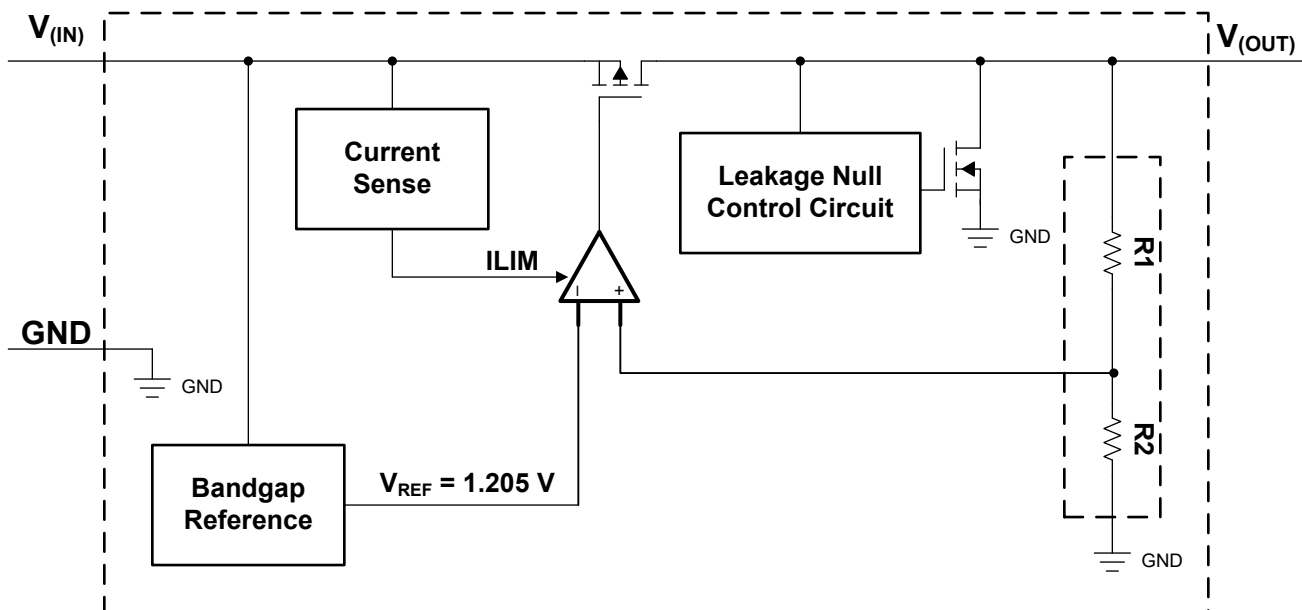 V(IN)
V(OUT)
Current
Sense
Leakage Null
Control Circuit
GND
R1
ILIM
− +
GND
GND
R2
Bandgap
Reference
VREF = 1.205 V
GND